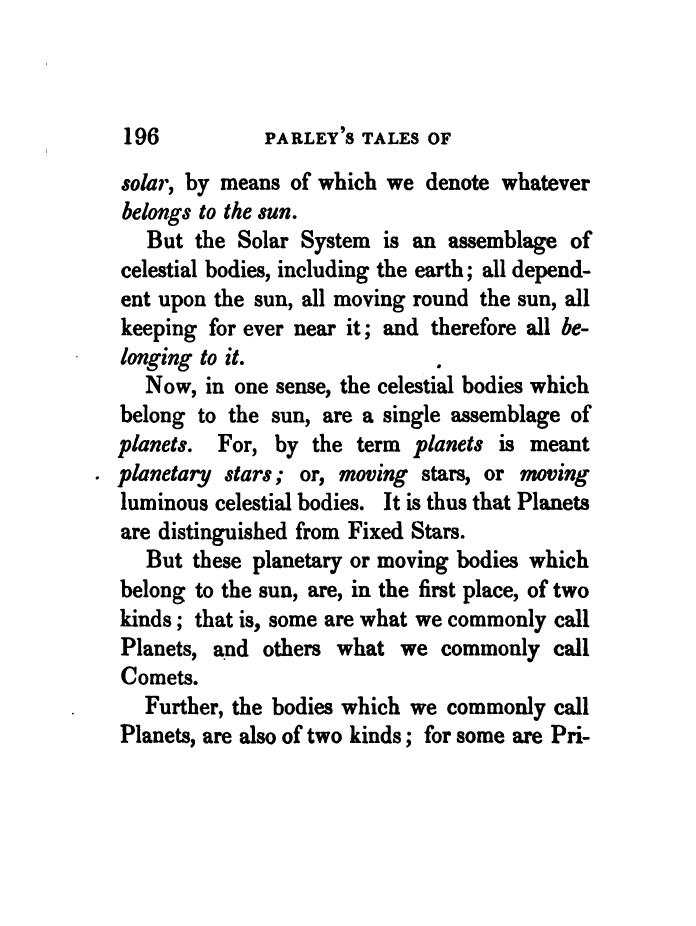 196 PARLEY'S TALES OF
solar, by means of which we denote whatever
belongs to the sun.
But the Solar System is an assemblage of
celestial bodies, including the earth; all depend-
ent upon the sun, all moving round the sun, all
keeping for ever near it; and therefore all be-
longing to it.
Now, in one sense, the celestial bodies which
belong to the sun, are a single assemblage of
planets. For, by the term planets is meant
planetary stars; or, moving stars, or moving
luminous celestial bodies. It is thus that Planets
are distinguished from Fixed Stars.
But these planetary or moving bodies which
belong to the sun, are, in the first place, of two
kinds; that is, some are what we commonly call
Planets, and others what we commonly call
Comets.
Further, the bodies which we commonly call
Planets, are also of two kinds; for some are Pri-